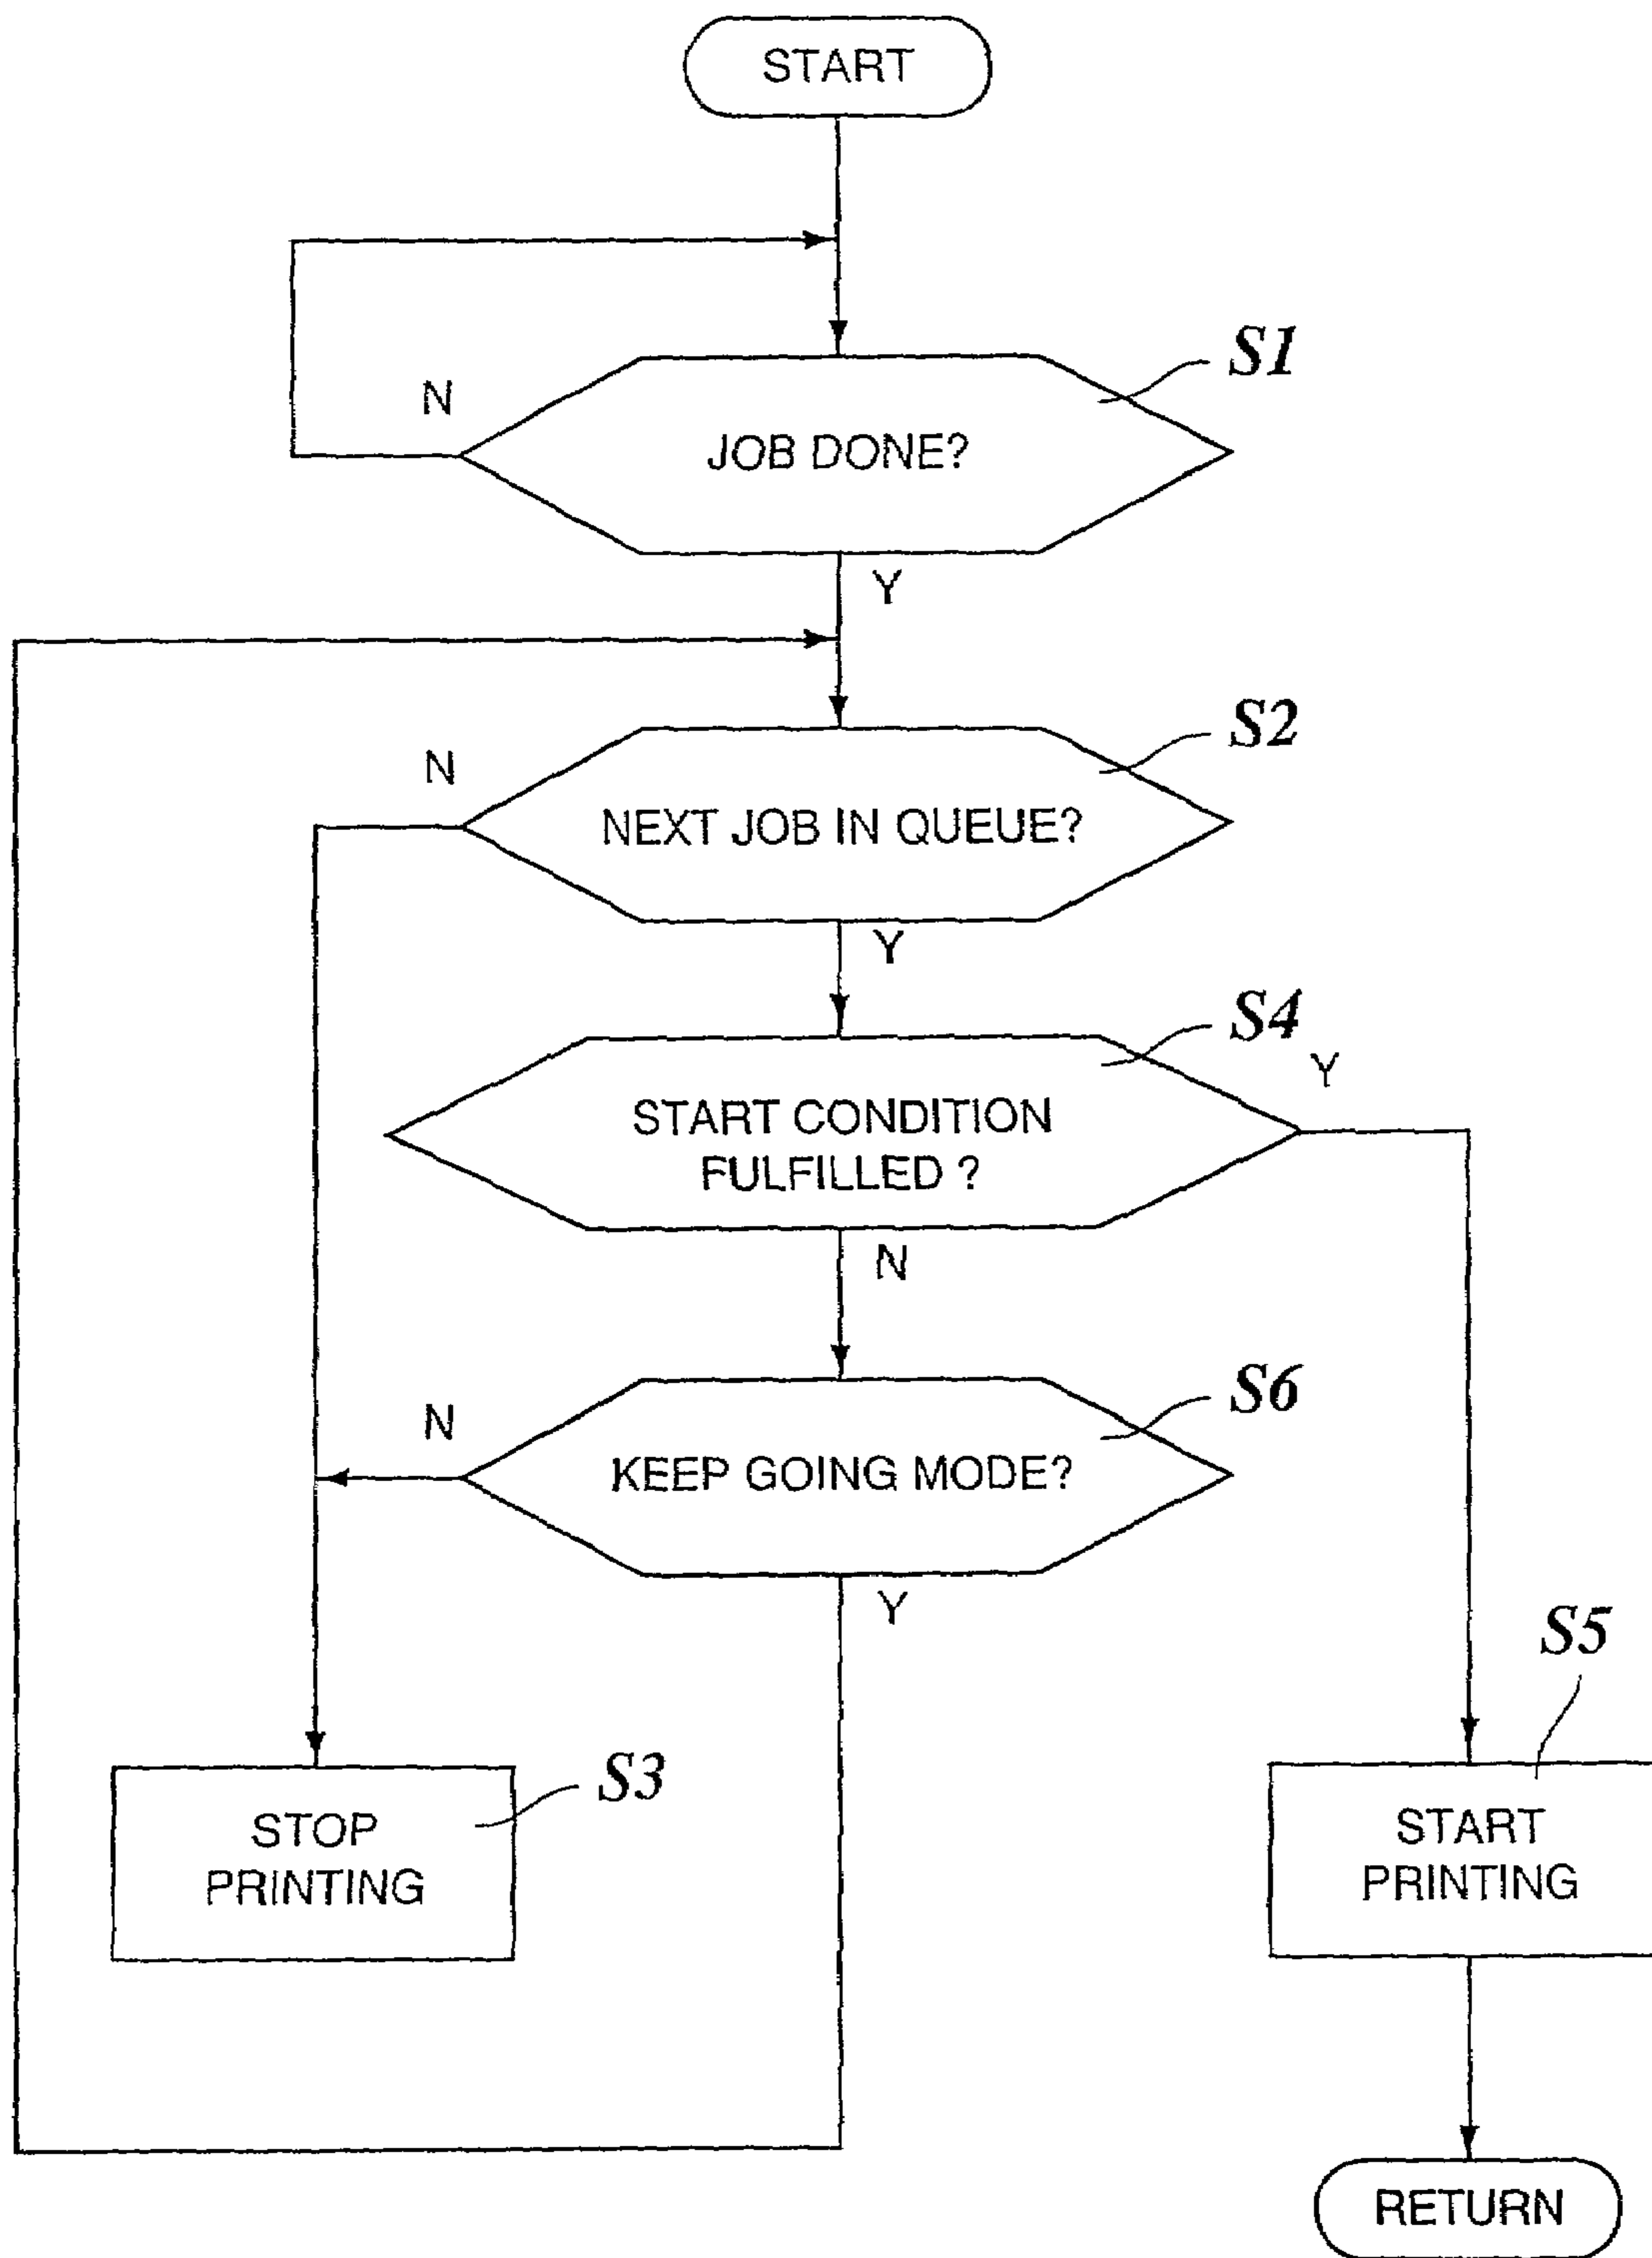 START
S1
N
JOB DONE?
Y
S2
N
NEXT JOB IN QUEUE?
Y
S4
Y
START CONDITION
FULFILLED ?
N
S6
N
KEEP GOING MODE?
Y
S5
S3
STOP
PRINTING
START
PRINTING
RETURN